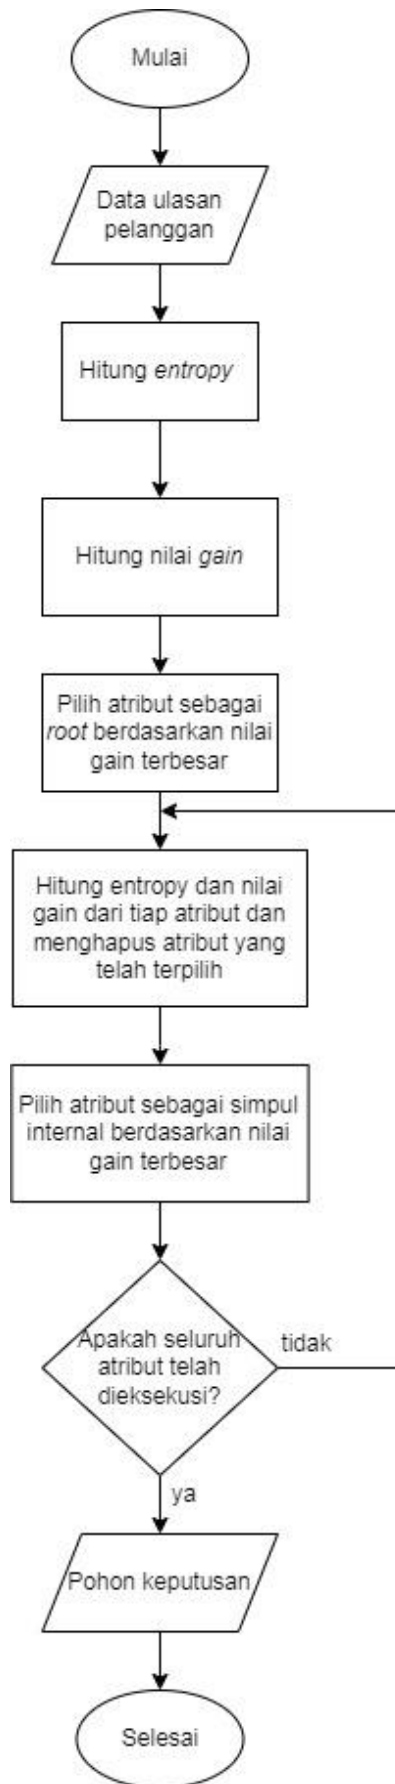 Mulai
Data ulasan
pelanggan
Hitung entropy
Hitung nilai gain
Pilih atribut sebagai
root berdasarkan nilai
gain terbesar
Hitung entropy dan nilai
gain dari tiap atribut dan
menghapus atribut yang
telah terpilih
Pilih atribut sebagai simpul
internal berdasarkan nilai
gain terbesar
Apakah seluruh
atribut telah
dieksekusi?
tidak
ya
Pohon keputusan
Selesai